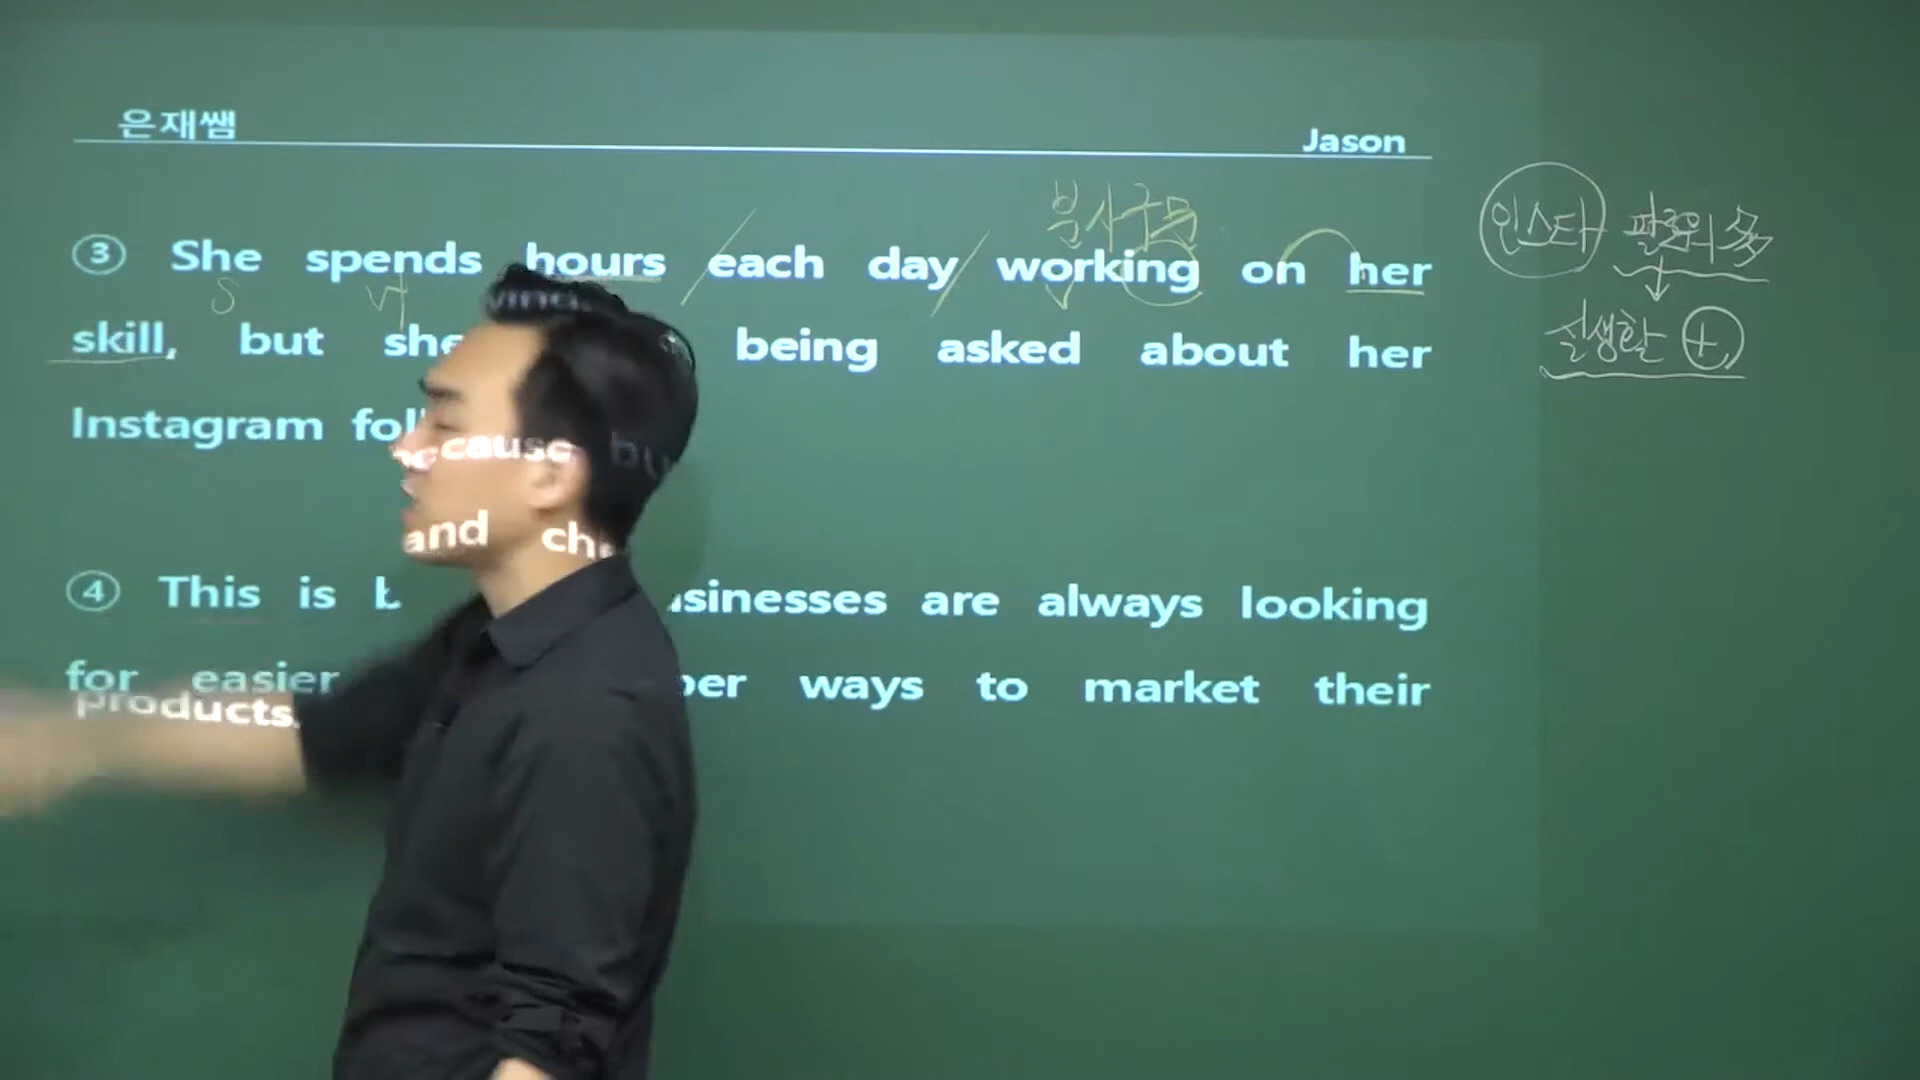 은재쌤
Jason
분사구문
③ She spends hours each day working on her
S
skill, but she being asked about her
Instagram
④ This is businesses are always looking
for easier and ways to market their
products.
인스타 팔로워 多
실생활 +